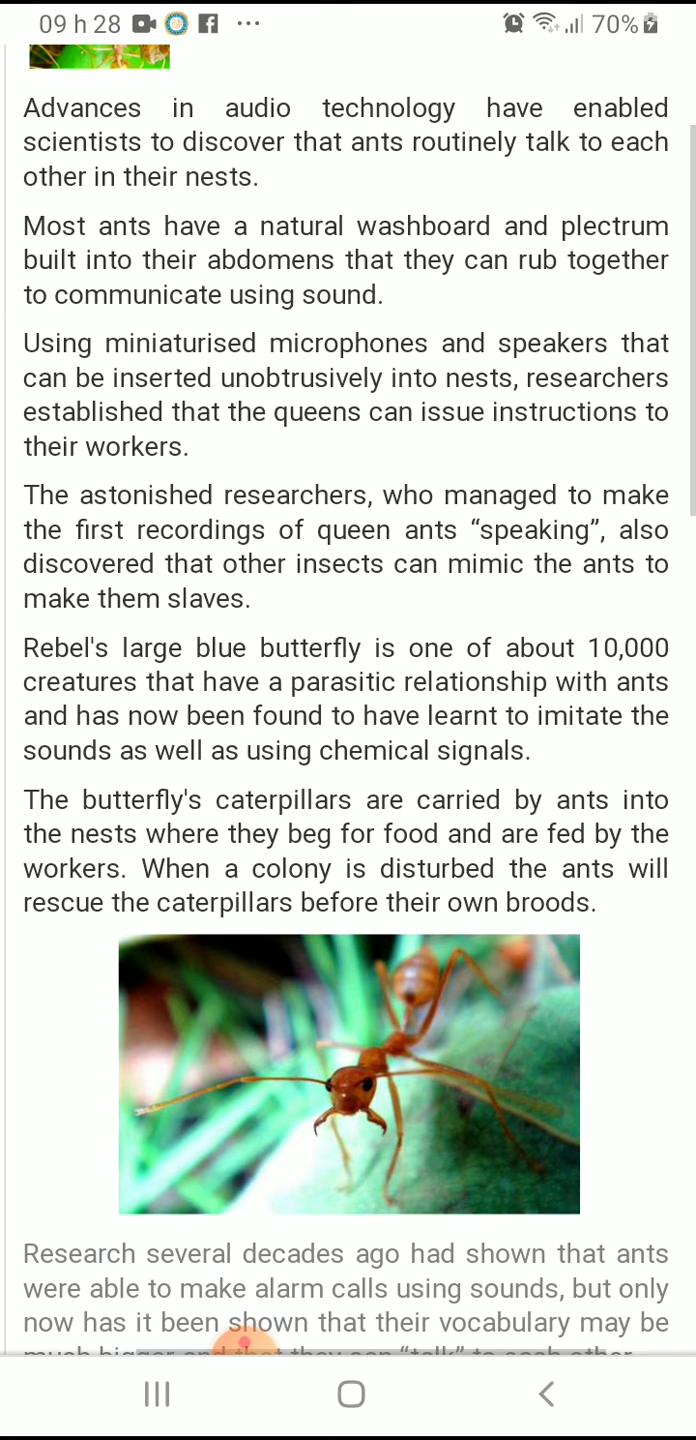 09 h 28
70%
Advances in audio technology have enabled
scientists to discover that ants routinely talk to each
other in their nests.
Most ants have a natural washboard and plectrum
built into their abdomens that they can rub together
to communicate using sound.
Using miniaturised microphones and speakers that
can be inserted unobtrusively into nests, researchers
established that the queens can issue instructions to
their workers.
The astonished researchers, who managed to make
the first recordings of queen ants “speaking”, also
discovered that other insects can mimic the ants to
make them slaves.
Rebel's large blue butterfly is one of about 10,000
creatures that have a parasitic relationship with ants
and has now been found to have learnt to imitate the
sounds as well as using chemical signals.
The butterfly's caterpillars are carried by ants into
the nests where they beg for food and are fed by the
workers. When a colony is disturbed the ants will
rescue the caterpillars before their own broods.
Research several decades ago had shown that ants
were able to make alarm calls using sounds, but only
now has it been shown that their vocabulary may be
much bigger and that they can “talk” to each other.